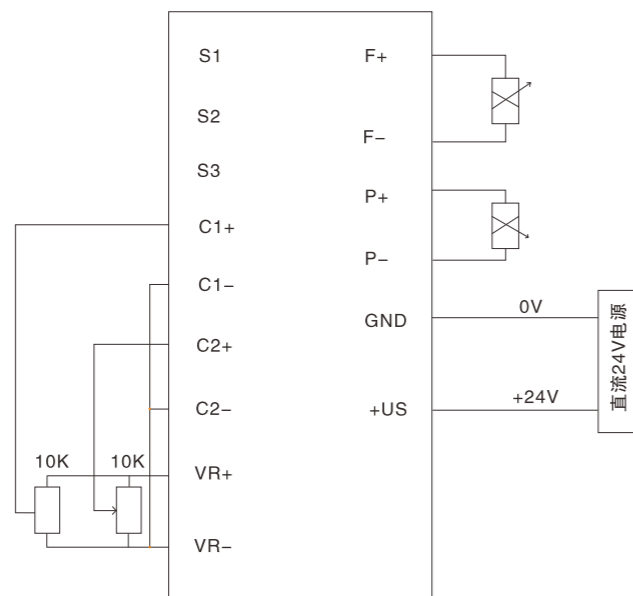 S1
S2
S3
C1+
C1−
C2+
C2−
10K
10K
VR+
VR−
F+
F−
P+
P−
GND
+US
0V
+24V
直流24V电源